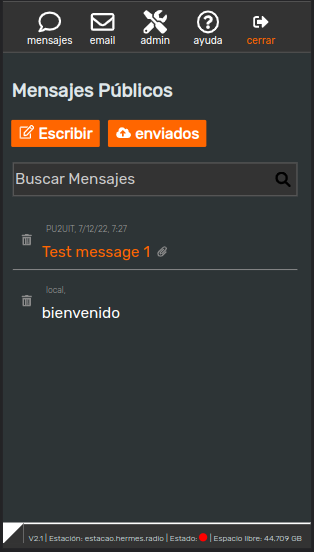 mensajes email admin ayuda cerrar
Mensajes Públicos
Escribir enviados
Buscar Mensajes
PU2UIT, 7/12/22, 7:27
Test message 1
local,
bienvenido
V2.1 | Estación: estacao.hermes.radio | Estado: | Espacio libre: 44.709 GB